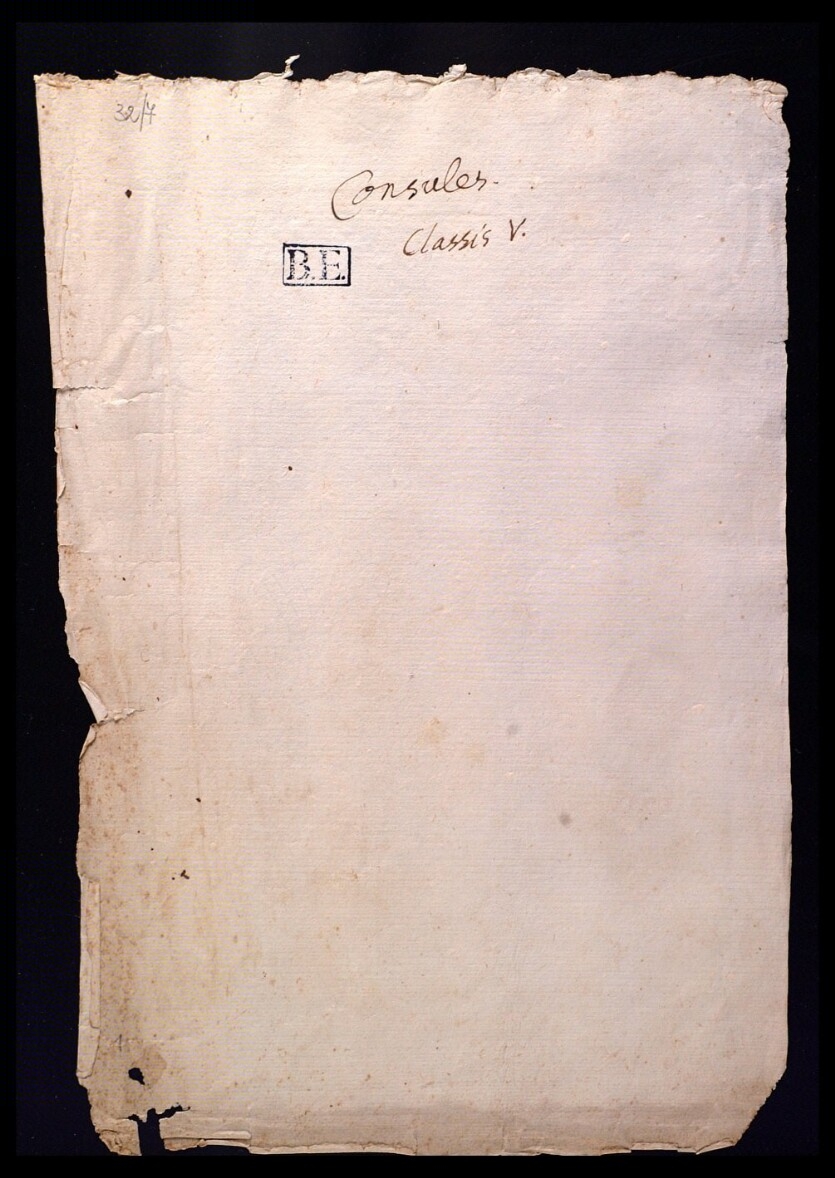 32/7
Consules.
Classis V.
B.E.